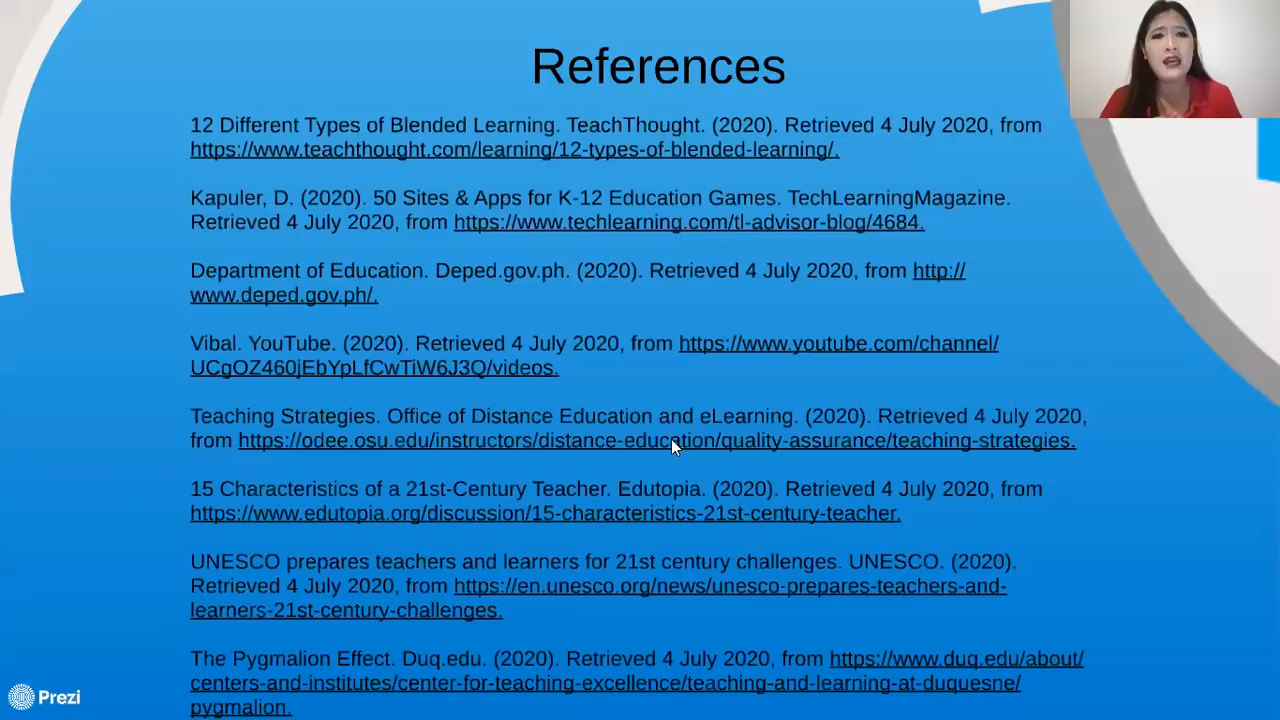 References
12 Different Types of Blended Learning. TeachThought. (2020). Retrieved 4 July 2020, from
https://www.teachthought.com/learning/12-types-of-blended-learning/.
Kapuler, D. (2020). 50 Sites & Apps for K-12 Education Games. TechLearningMagazine.
Retrieved 4 July 2020, from https://www.techlearning.com/tl-advisor-blog/4684.
Department of Education. Deped.gov.ph. (2020). Retrieved 4 July 2020, from http://
www.deped.gov.ph/.
Vibal. YouTube. (2020). Retrieved 4 July 2020, from https://www.youtube.com/channel/
UCgOZ460jEbYpLfCwTiW6J3Q/videos.
Teaching Strategies. Office of Distance Education and eLearning. (2020). Retrieved 4 July 2020,
from https://odee.osu.edu/instructors/distance-education/quality-assurance/teaching-strategies.
15 Characteristics of a 21st-Century Teacher. Edutopia. (2020). Retrieved 4 July 2020, from
https://www.edutopia.org/discussion/15-characteristics-21st-century-teacher.
UNESCO prepares teachers and learners for 21st century challenges. UNESCO. (2020).
Retrieved 4 July 2020, from https://en.unesco.org/news/unesco-prepares-teachers-and-
learners-21st-century-challenges.
The Pygmalion Effect. Duq.edu. (2020). Retrieved 4 July 2020, from https://www.duq.edu/about/
centers-and-institutes/center-for-teaching-excellence/teaching-and-learning-at-duquesne/
pygmalion.
Prezi